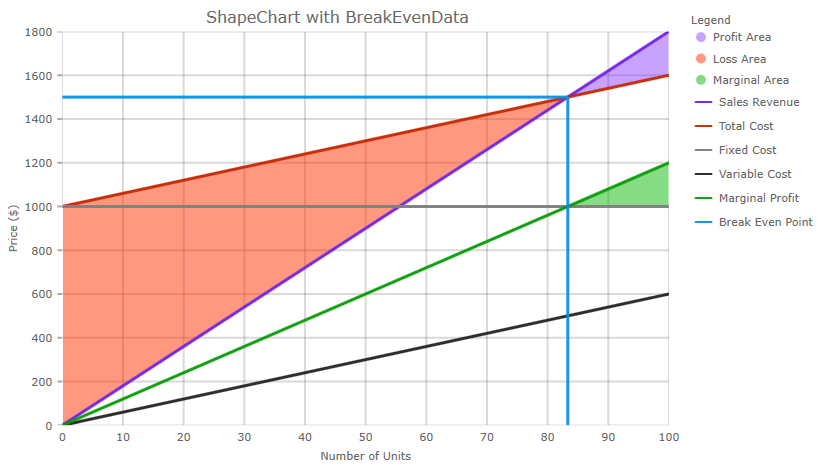 ShapeChart with BreakEvenData
Legend
Profit Area
Loss Area
Marginal Area
Sales Revenue
Total Cost
Fixed Cost
Variable Cost
Marginal Profit
Break Even Point
Price ($)
1800
1600
1400
1200
1000
800
600
400
200
0
0 10 20 30 40 50 60 70 80 90 100
Number of Units